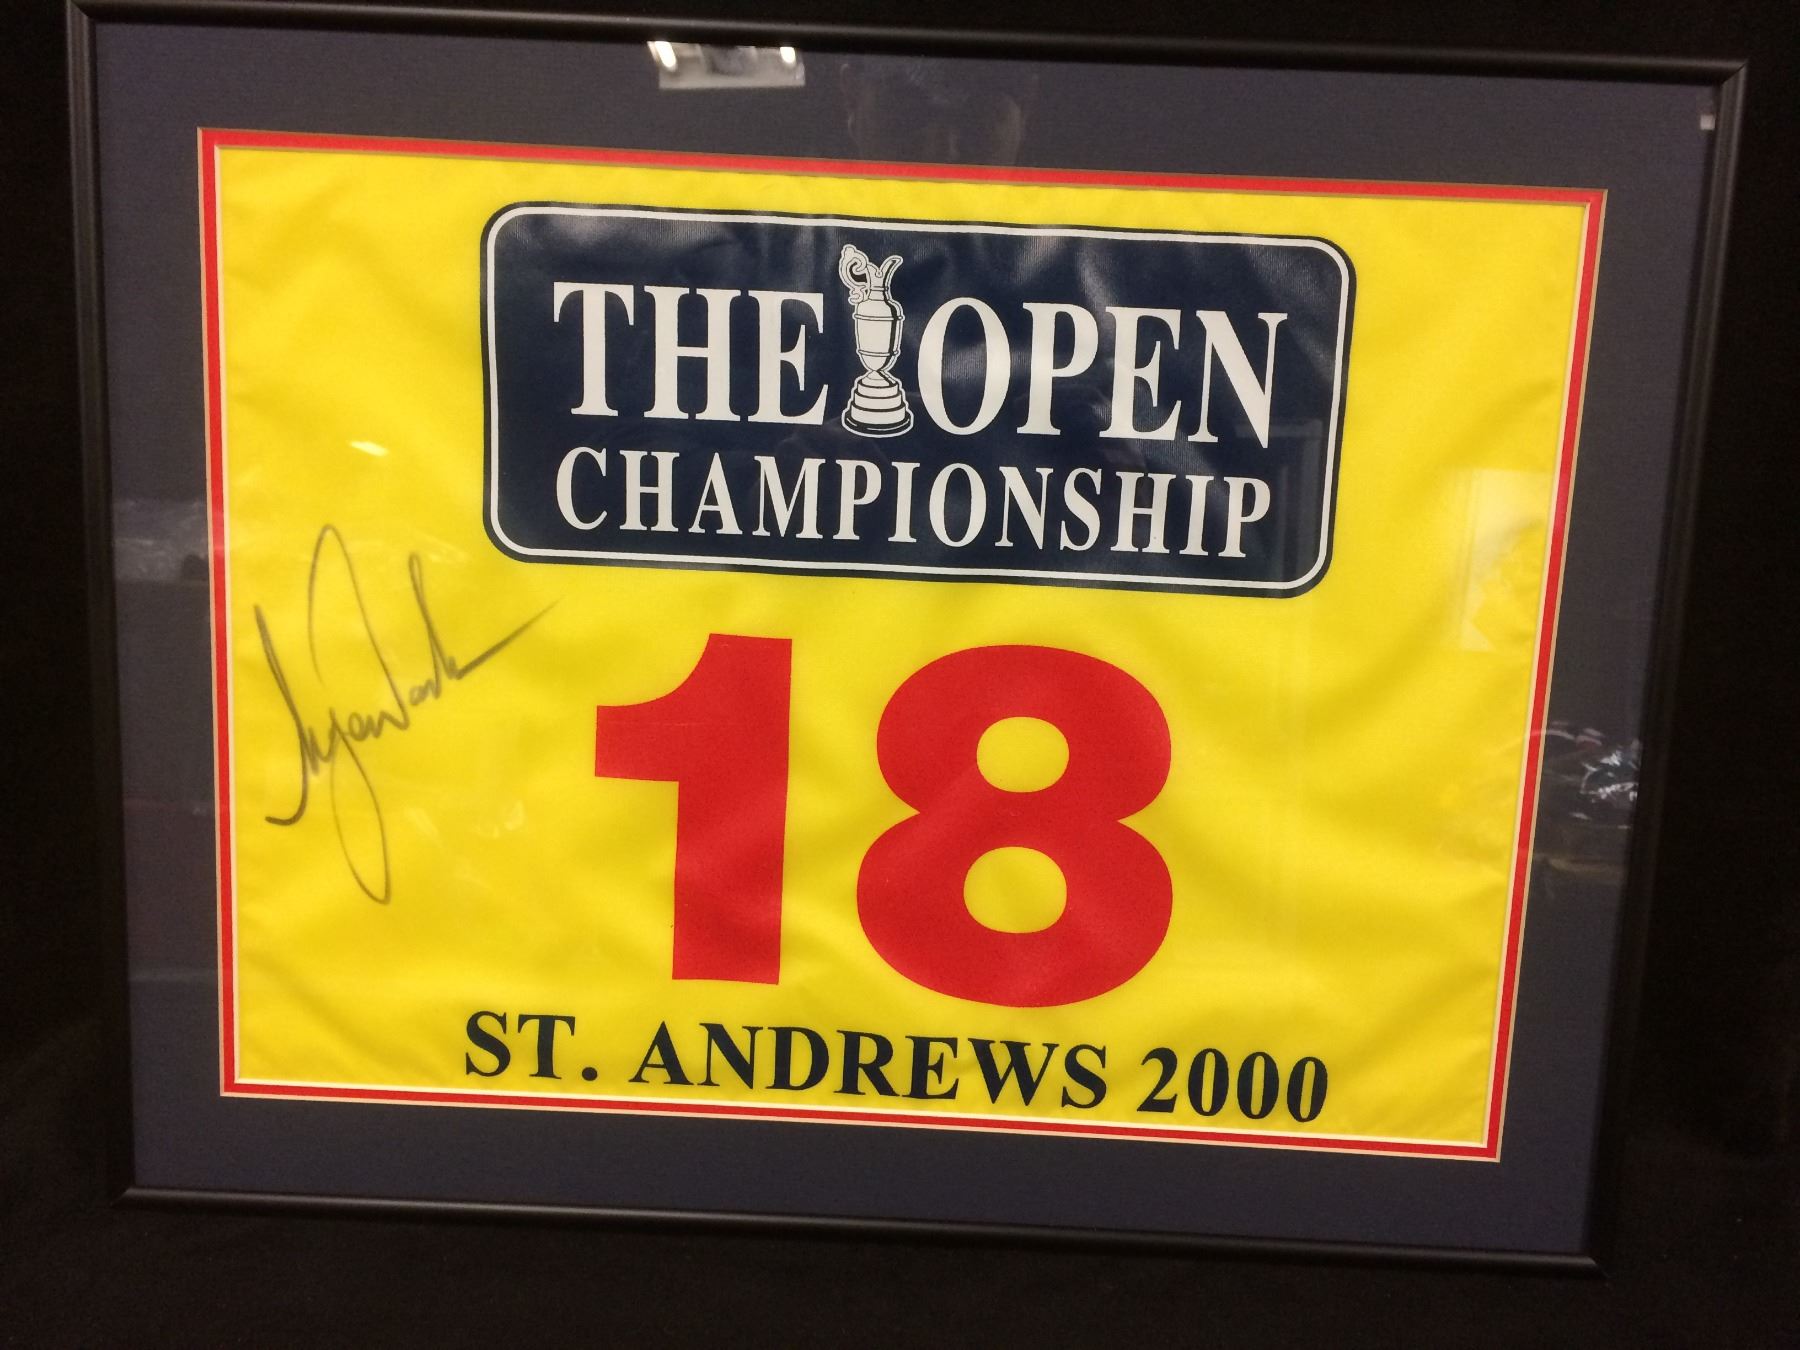 THE OPEN
CHAMPIONSHIP
18
ST. ANDREWS 2000